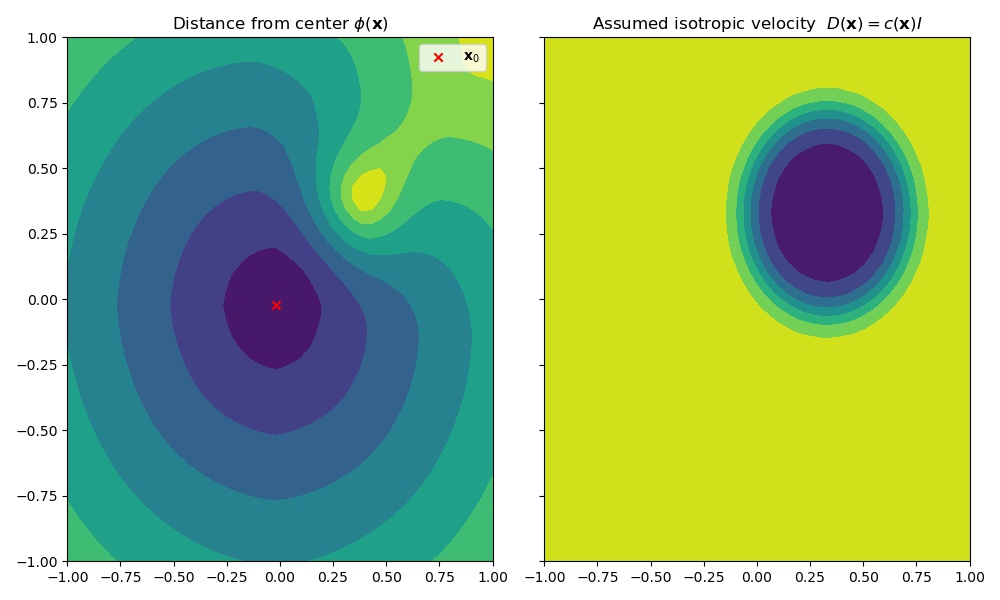 Distance from center ϕ(x)
Assumed isotropic velocity D(x) = c(x)I
x₀
1.00
0.75
0.50
0.25
0.00
−0.25
−0.50
−0.75
−1.00
−1.00 −0.75 −0.50 −0.25 0.00 0.25 0.50 0.75 1.00
−1.00 −0.75 −0.50 −0.25 0.00 0.25 0.50 0.75 1.00